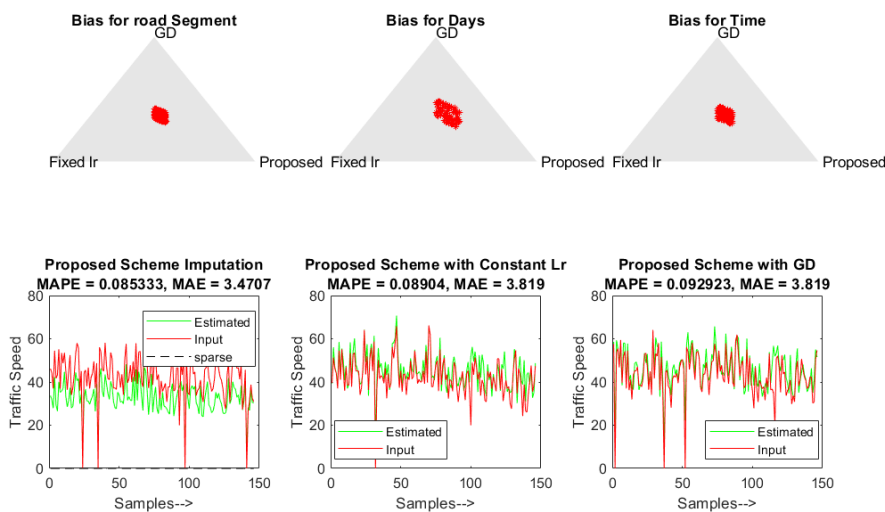 Bias for road Segment
GD
Fixed lr
Proposed
Bias for Days
GD
Fixed lr
Proposed
Bias for Time
GD
Fixed lr
Proposed
Proposed Scheme Imputation
MAPE = 0.085333, MAE = 3.4707
80
60
40
20
0
Traffic Speed
Estimated
Input
sparse
0 50 100 150
Samples-->
Proposed Scheme with Constant Lr
MAPE = 0.08904, MAE = 3.819
80
60
40
20
0
Traffic Speed
Estimated
Input
0 50 100 150
Samples-->
Proposed Scheme with GD
MAPE = 0.092923, MAE = 3.819
80
60
40
20
0
Traffic Speed
Estimated
Input
0 50 100 150
Samples-->